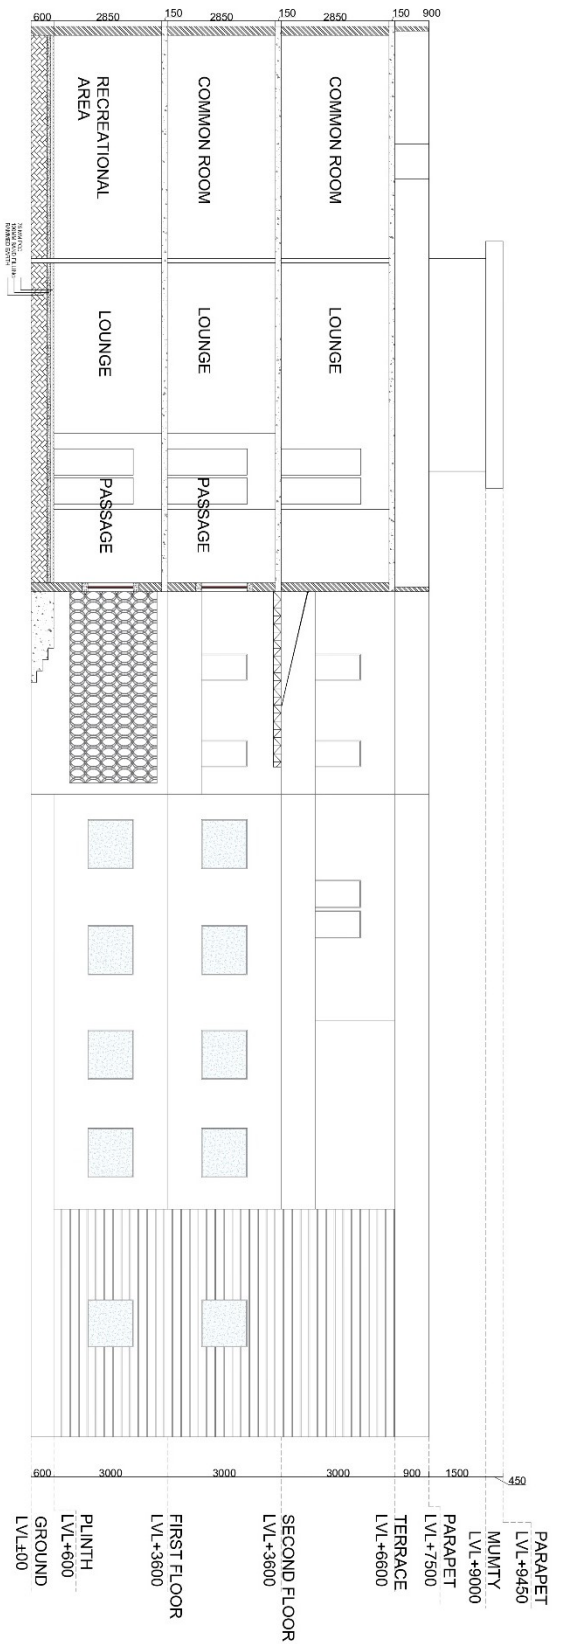 600
2850
150
2850
150
2850
150
900
COMMON ROOM
LOUNGE
COMMON ROOM
LOUNGE
PASSAGE
RECREATIONAL
AREA
LOUNGE
PASSAGE
RAMMED EARTH
450
1500
900
3000
3000
3000
600
PARAPET
LVL+9450
MUMTY
LVL+9000
PARAPET
LVL+7500
TERRACE
LVL+6600
SECOND FLOOR
LVL+3600
FIRST FLOOR
LVL+3600
PLINTH
LVL+600
GROUND
LVL±00